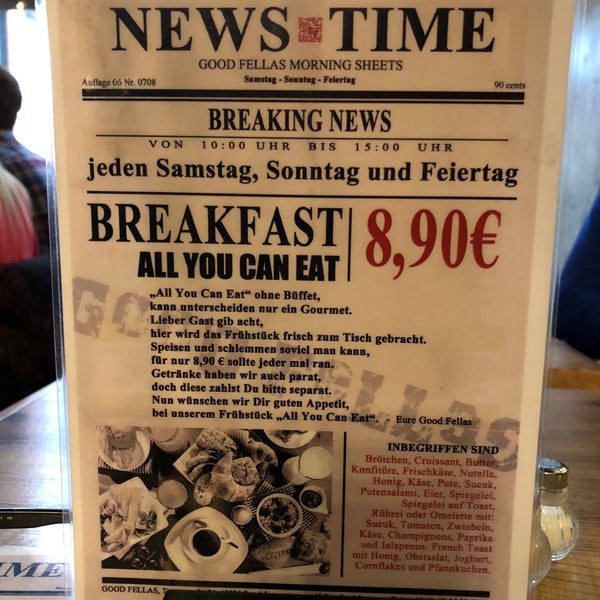 NEWS TIME
GOOD FELLAS MORNING SHEETS
Samstag - Sonntag - Feiertag
Auflage 06 Nr. 0708
90 cents
BREAKING NEWS
VON 10:00 UHR BIS 15:00 UHR
jeden Samstag, Sonntag und Feiertag
BREAKFAST
ALL YOU CAN EAT
8,90€
„All You Can Eat“ ohne Büffet,
kann unterscheiden nur ein Gourmet.
Lieber Gast gib acht,
hier wird das Frühstück frisch zum Tisch gebracht.
Speisen und schlemmen soviel man kann,
für nur 8,90 € sollte jeder mal ran.
Getränke haben wir auch parat,
doch diese zahlst Du bitte separat.
Nun wünschen wir Dir guten Appetit,
bei unserem Frühstück „All You Can Eat“. - Eure Good Fellas
INBEGRIFFEN SIND
Brötchen, Croissant, Butter,
Konfitüre, Frischkäse, Nutella,
Honig, Käse, Pute, Sucuk,
Putensalami, Eier, Spiegelei,
Spiegelei auf Toast,
Rührei oder Omelette mit:
Sucuk, Tomaten, Zwiebeln,
Käse, Champignons, Paprika
und Jalapenos. French Toast
mit Honig, Obstsalat, Joghurt,
Cornflakes und Pfannkuchen.
GOOD FELLAS,
TIME